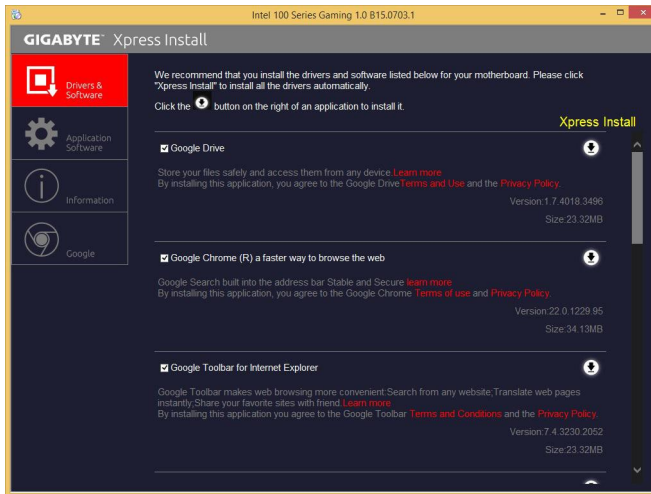 Intel 100 Series Gaming 1.0 B15.0703.1
GIGABYTE™ Xpress Install
Drivers &
Software
Application
Software
Information
Google
We recommend that you install the drivers and software listed below for your motherboard. Please click
"Xpress Install" to install all the drivers automatically.
Click the button on the right of an application to install it.
Xpress Install
Google Drive
Store your files safely and access them from any device.Learn more
By installing this application, you agree to the Google DriveTerms and Use and the Privacy Policy.
Version:1.7.4018.3496
Size:23.32MB
Google Chrome (R) a faster way to browse the web
Google Search built into the address bar Stable and Secure learn more
By installing this application, you agree to the Google Chrome Terms of use and Privacy Policy.
Version:22.0.1229.95
Size:34.13MB
Google Toolbar for Internet Explorer
Google Toolbar makes web browsing more convenient:Search from any website;Translate web pages
instantly;Share your favorite sites with friend.Learn more
By installing this application you agree to the Google Toolbar Terms and Conditions and the Privacy Policy.
Version:7.4.3230.2052
Size:23.32MB